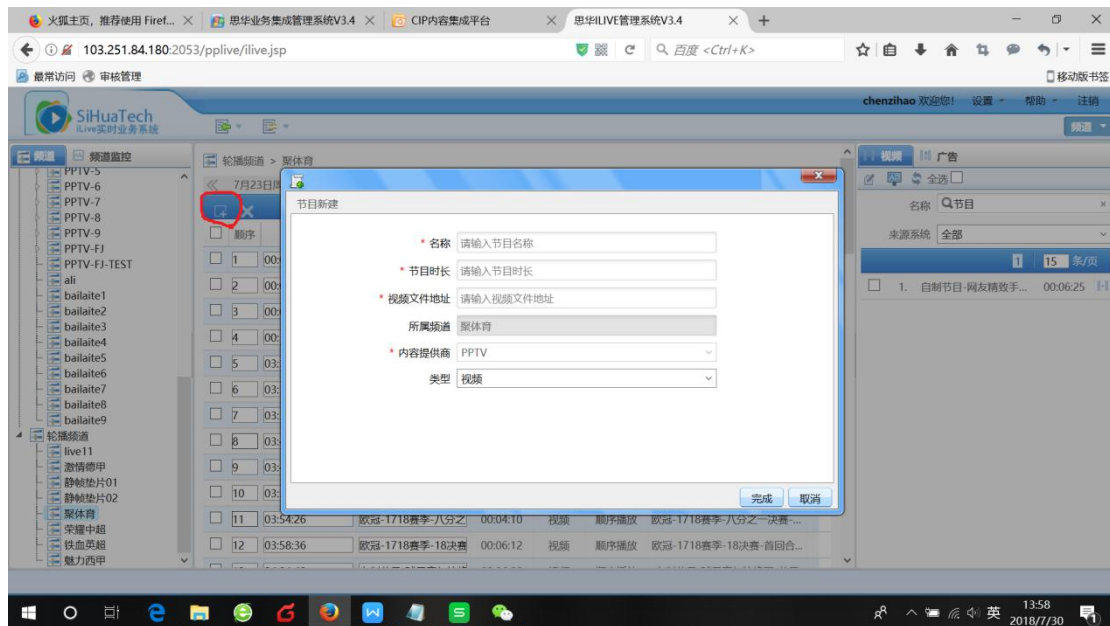 火狐主页，推荐使用 Firef...
思华业务集成管理系统V3.4
CIP内容集成平台
思华ILIVE管理系统V3.4
103.251.84.180:2053/pplive/ilive.jsp
百度 <Ctrl+K>
最常访问 审核管理
移动版书签
SiHuaTech
iLive实时业务系统
chenzihao 欢迎您! 设置 帮助 注销
频道
频道 频道监控
PPTV-5
PPTV-6
PPTV-7
PPTV-8
PPTV-9
PPTV-FJ
PPTV-FJ-TEST
ali
bailaite1
bailaite2
bailaite3
bailaite4
bailaite5
bailaite6
bailaite7
bailaite8
bailaite9
轮播频道
live11
激情德甲
静帧垫片01
静帧垫片02
聚体育
荣耀中超
铁血英超
魅力西甲
轮播频道 > 聚体育
7月23日
顺序
1 00:
2 00:
3 00:
4 00:
5 03:
6 03:
7 03:
8 03:
9 03:
10 03:
11 03:54:26 欧冠-1718赛季-八分之 00:04:10 视频 顺序播放 欧冠-1718赛季-八分之一决赛-...
12 03:58:36 欧冠-1718赛季-18决赛 00:06:12 视频 顺序播放 欧冠-1718赛季-18决赛-首回合...
节目新建
* 名称 请输入节目名称
* 节目时长 请输入节目时长
* 视频文件地址 请输入视频文件地址
所属频道 聚体育
* 内容提供商 PPTV
类型 视频
完成 取消
视频 广告
全选
名称 节目
来源系统 全部
1 15 条/页
1. 自制节目-网友精效手... 00:06:25
英
13:58
2018/7/30